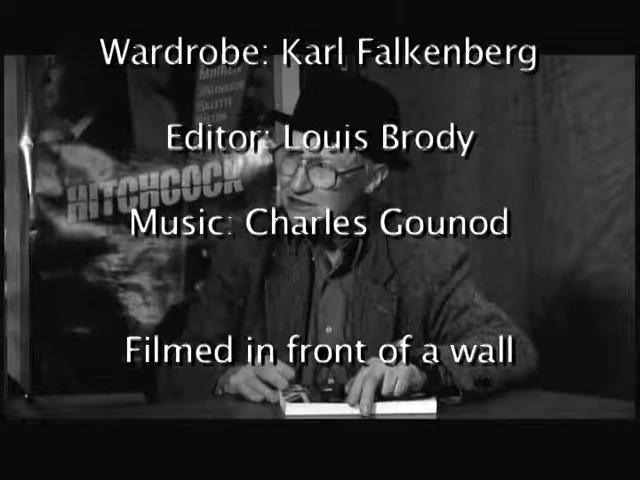 Wardrobe: Karl Falkenberg
Editor: Louis Brody
HITCHCOCK
Music: Charles Gounod
Filmed in front of a wall